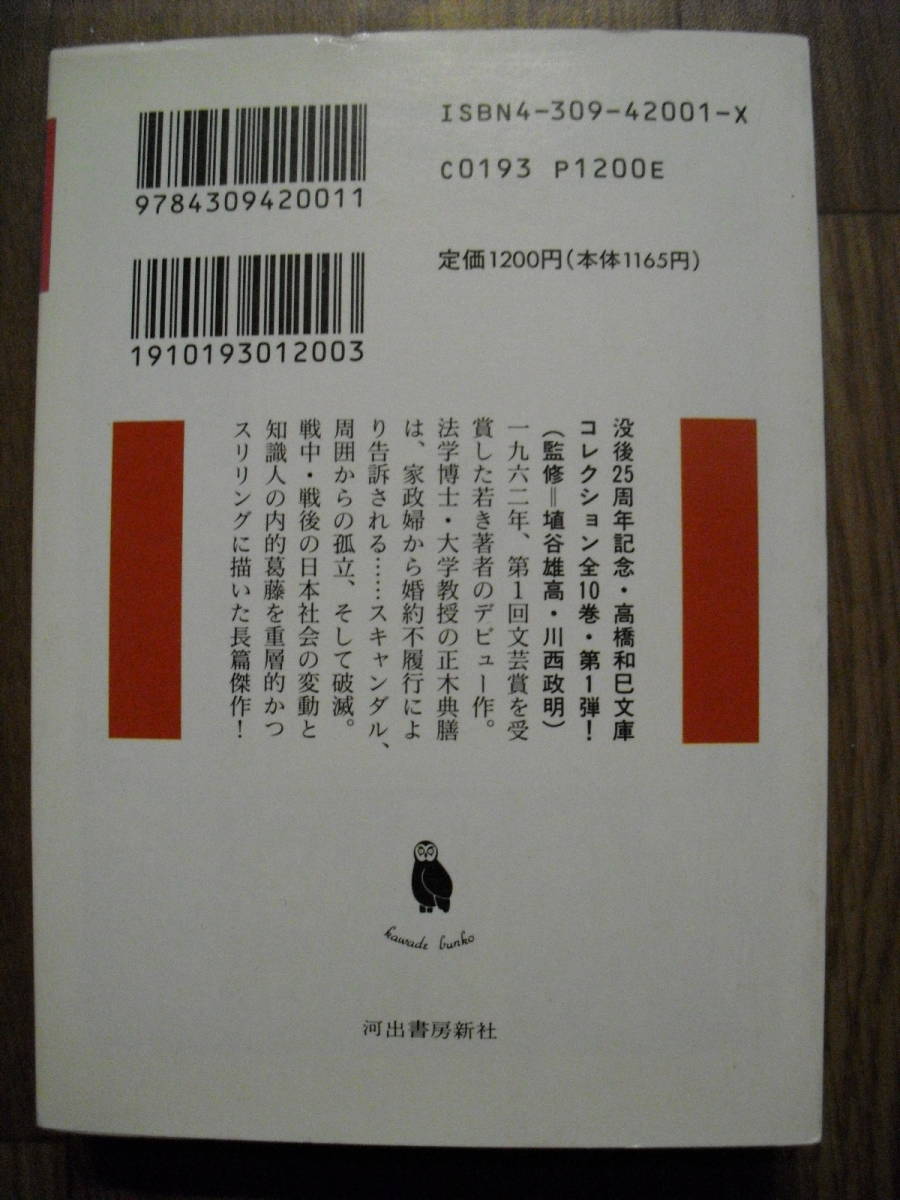 9784309420011
ISBN4-309-42001-X
C0193 P1200E
1910193012003
定価1200円(本体1165円)
没後25周年記念・高橋和巳文庫
コレクション全10巻・第1弾!
(監修=埴谷雄高・川西政明)
一九六二年、第1回文芸賞を受
賞した若き著者のデビュー作。
法学博士・大学教授の正木典膳
は、家政婦から婚約不履行によ
り告訴される……スキャンダル、
周囲からの孤立、そして破滅。
戦中・戦後の日本社会の変動と
知識人の内的葛藤を重層的かつ
スリリングに描いた長篇傑作!
kawade bunko
河出書房新社